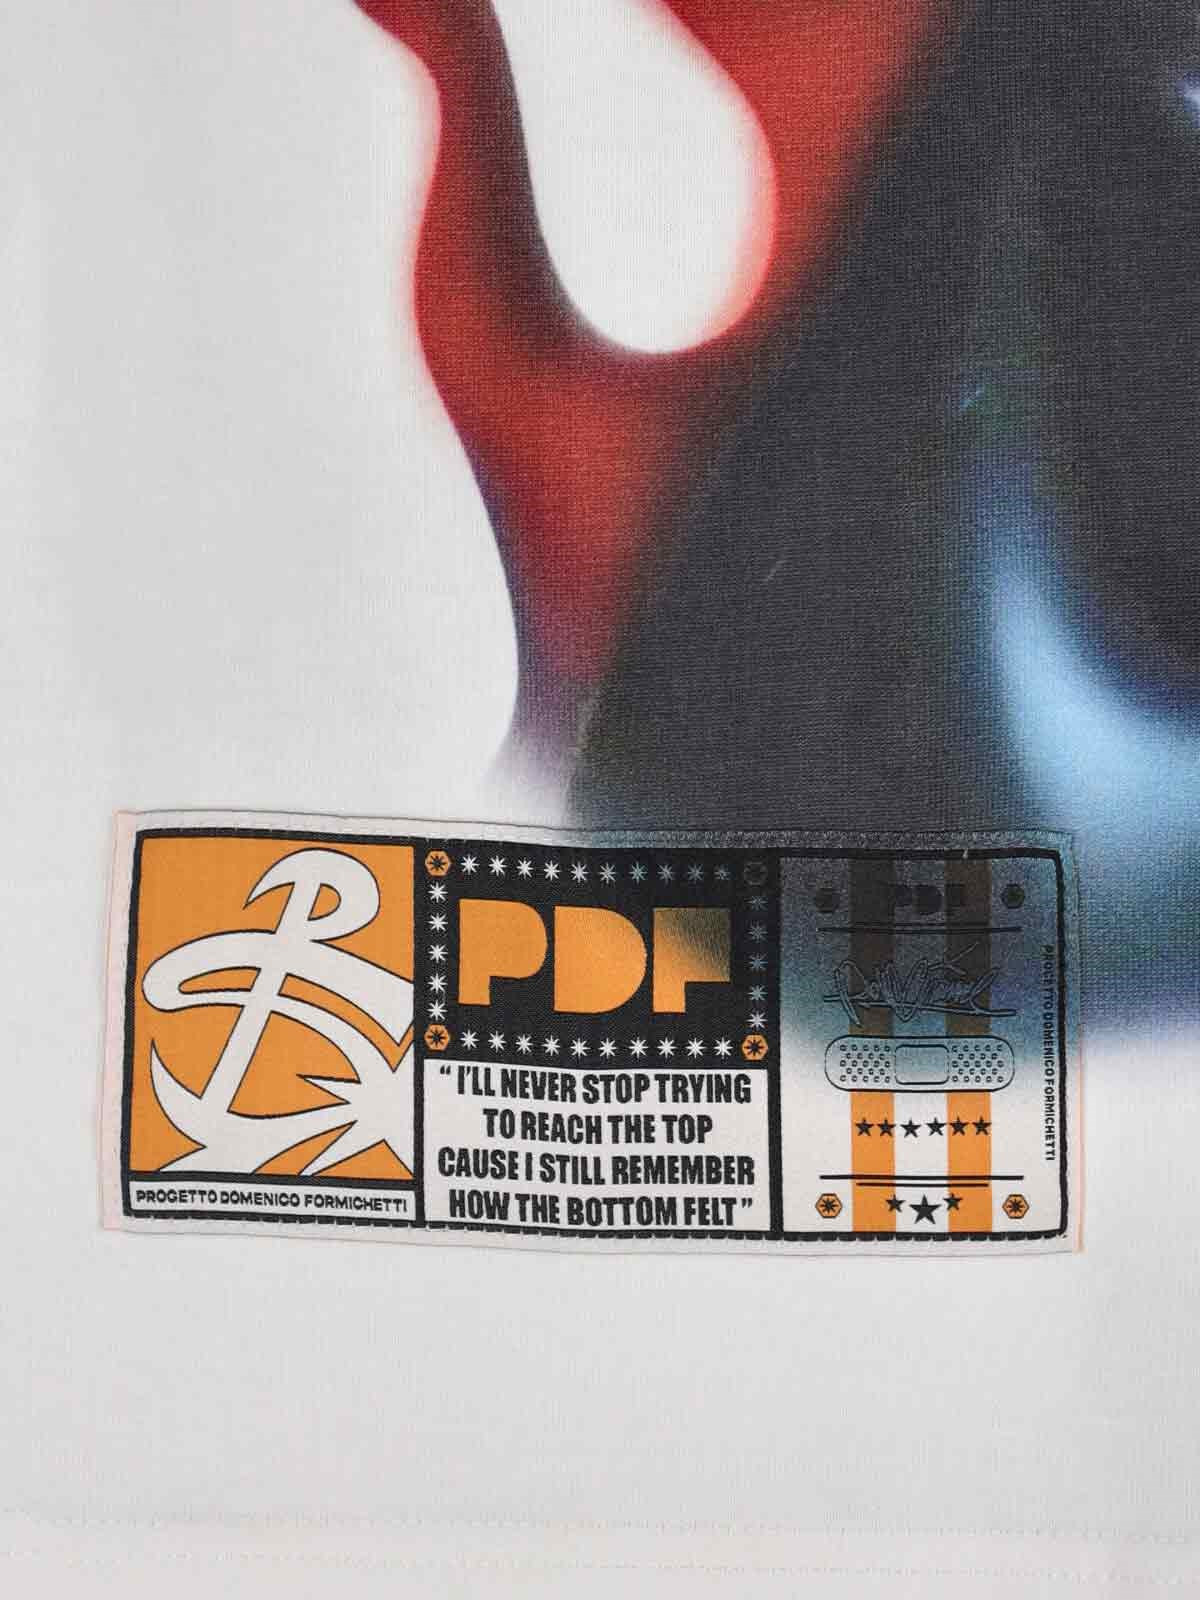 PROGETTO DOMENICO FORMICHETTI
PDF
“ I'LL NEVER STOP TRYING
TO REACH THE TOP
CAUSE I STILL REMEMBER
HOW THE BOTTOM FELT”
PDF
PROGETTO DOMENICO FORMICHETTI